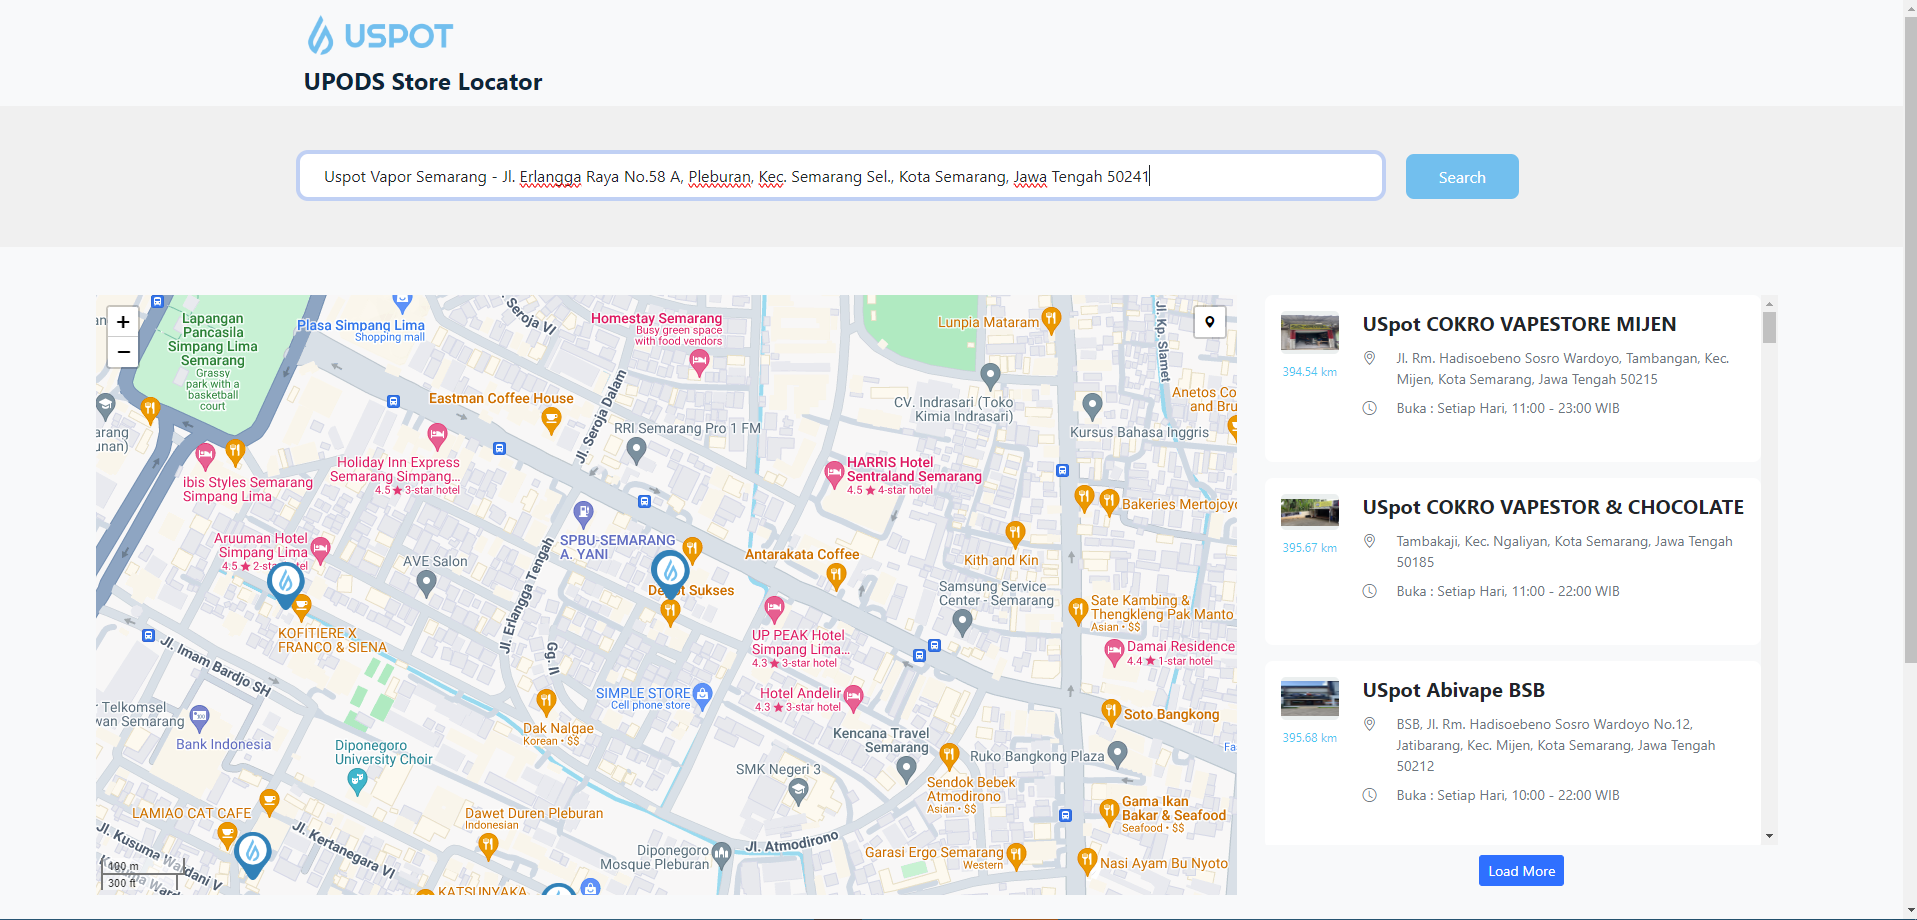 USPOT
UPODS Store Locator
Uspot Vapor Semarang - Jl. Erlangga Raya No.58 A, Pleburan, Kec. Semarang Sel., Kota Semarang, Jawa Tengah 50241
Search
+
−
Lapangan
Pancasila
Simpang Lima
Semarang
Grassy
park with a
basketball
court
Plasa Simpang Lima
Shopping mall
Jl. Seroja VI
Homestay Semarang
Busy green space
with food vendors
Lunpia Mataram
Jl. Kp. Slamet
Eastman Coffee House
Jl. Seroja Dalam
RRI Semarang Pro 1 FM
CV. Indrasari (Toko
Kimia Indrasari)
Anetos Co
and Bru
Kursus Bahasa Inggris
arang
unan)
ibis Styles Semarang
Simpang Lima
Holiday Inn Express
Semarang Simpang...
4.5★3-star hotel
HARRIS Hotel
Sentraland Semarang
4.5★4-star hotel
Bakeries Mertojoyo
Aruuman Hotel
Simpang Lima
4.5★2-star hotel
SPBU-SEMARANG
A. YANI
AVE Salon
Antarakata Coffee
Kith and Kin
Jl. Erlangga Tengah
Sukses
Samsung Service
Center - Semarang
Sate Kambing &
Thengkleng Pak Manto
Asian • $$
KOFITIERE X
FRANCO & SIENA
Jl. Imam Bardjo SH
Gg. II
UP PEAK Hotel
Simpang Lima...
4.3★3-star hotel
Damai Residence
4.4★1-star hotel
SIMPLE STORE
Cell phone store
Hotel Andelir
4.3★3-star hotel
Telkomsel
wan Semarang
Bank Indonesia
Dak Nalgae
Korean • $$
Soto Bangkong
Diponegoro
University Choir
Kencana Travel
Semarang
Ruko Bangkong Plaza
Fa
SMK Negeri 3
Sendok Bebek
Atmodirono
Asian • $$
LAMIAO CAT CAFE
Dawet Duren Pleburan
Indonesian
Gama Ikan
Bakar & Seafood
Seafood • $$
Jl. Kusuma Wardani
Jl. Kertanegara VI
Diponegoro
Mosque Pleburan
Jl. Atmodirono
Garasi Ergo Semarang
Western
Nasi Ayam Bu Nyoto
KATSUNYAKA
100 m
300 ft
USpot COKRO VAPESTORE MIJEN
394.54 km
Jl. Rm. Hadisoebeno Sosro Wardoyo, Tambangan, Kec.
Mijen, Kota Semarang, Jawa Tengah 50215
Buka : Setiap Hari, 11:00 - 23:00 WIB
USpot COKRO VAPESTOR & CHOCOLATE
395.67 km
Tambakaji, Kec. Ngaliyan, Kota Semarang, Jawa Tengah
50185
Buka : Setiap Hari, 11:00 - 22:00 WIB
USpot Abivape BSB
395.68 km
BSB, Jl. Rm. Hadisoebeno Sosro Wardoyo No.12,
Jatibarang, Kec. Mijen, Kota Semarang, Jawa Tengah
50212
Buka : Setiap Hari, 10:00 - 22:00 WIB
Load More